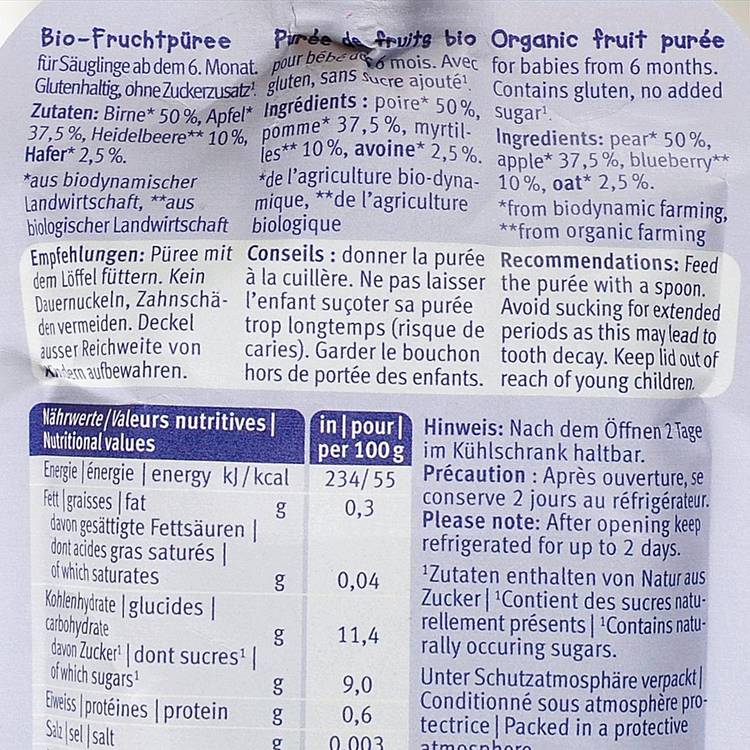 Bio-Fruchtpüree
für Säuglinge ab dem 6. Monat.
Glutenhaltig, ohne Zuckerzusatz¹.
Zutaten: Birne* 50 %, Apfel*
37,5 %, Heidelbeere** 10 %,
Hafer* 2,5 %.
*aus biodynamischer
Landwirtschaft, **aus
biologischer Landwirtschaft
Purée de fruits bio
pour bébé 6 mois. Avec
gluten, sans sucre ajouté¹.
Ingrédients : poire* 50 %,
pomme* 37,5 %, myrtil-
les** 10 %, avoine* 2,5 %.
*de l'agriculture bio-dyna-
mique, **de l'agriculture
biologique
Organic fruit purée
for babies from 6 months.
Contains gluten, no added
sugar¹.
Ingredients: pear* 50 %,
apple* 37,5 %, blueberry**
10 %, oat* 2,5 %.
*from biodynamic farming,
**from organic farming
Empfehlungen: Püree mit
dem Löffel füttern. Kein
Dauernuckeln, Zahnschä-
den vermeiden. Deckel
ausser Reichweite von
Kindern aufbewahren.
Conseils : donner la purée
à la cuillère. Ne pas laisser
l'enfant suçoter sa purée
trop longtemps (risque de
caries). Garder le bouchon
hors de portée des enfants.
Recommendations: Feed
the purée with a spoon.
Avoid sucking for extended
periods as this may lead to
tooth decay. Keep lid out of
reach of young children.
Nährwerte | Valeurs nutritives |
Nutritional values
in | pour |
per 100 g
Energie | énergie | energy kJ / kcal 234 / 55
Fett | graisses | fat g 0,3
davon gesättigte Fettsäuren |
dont acides gras saturés |
of which saturates g 0,04
Kohlenhydrate | glucides |
carbohydrate g 11,4
davon Zucker¹ | dont sucres¹ |
of which sugars¹ g 9,0
Eiweiss | protéines | protein g 0,6
Salz | sel | salt g 0,003
Hinweis: Nach dem Öffnen 2 Tage
im Kühlschrank haltbar.
Précaution : Après ouverture, se
conserve 2 jours au réfrigérateur.
Please note: After opening keep
refrigerated for up to 2 days.
¹Zutaten enthalten von Natur aus
Zucker | ¹Contient des sucres natu-
rellement présents | ¹Contains natu-
rally occuring sugars.
Unter Schutzatmosphäre verpackt |
Conditionné sous atmosphère pro-
tectrice | Packed in a protective
atmosphere